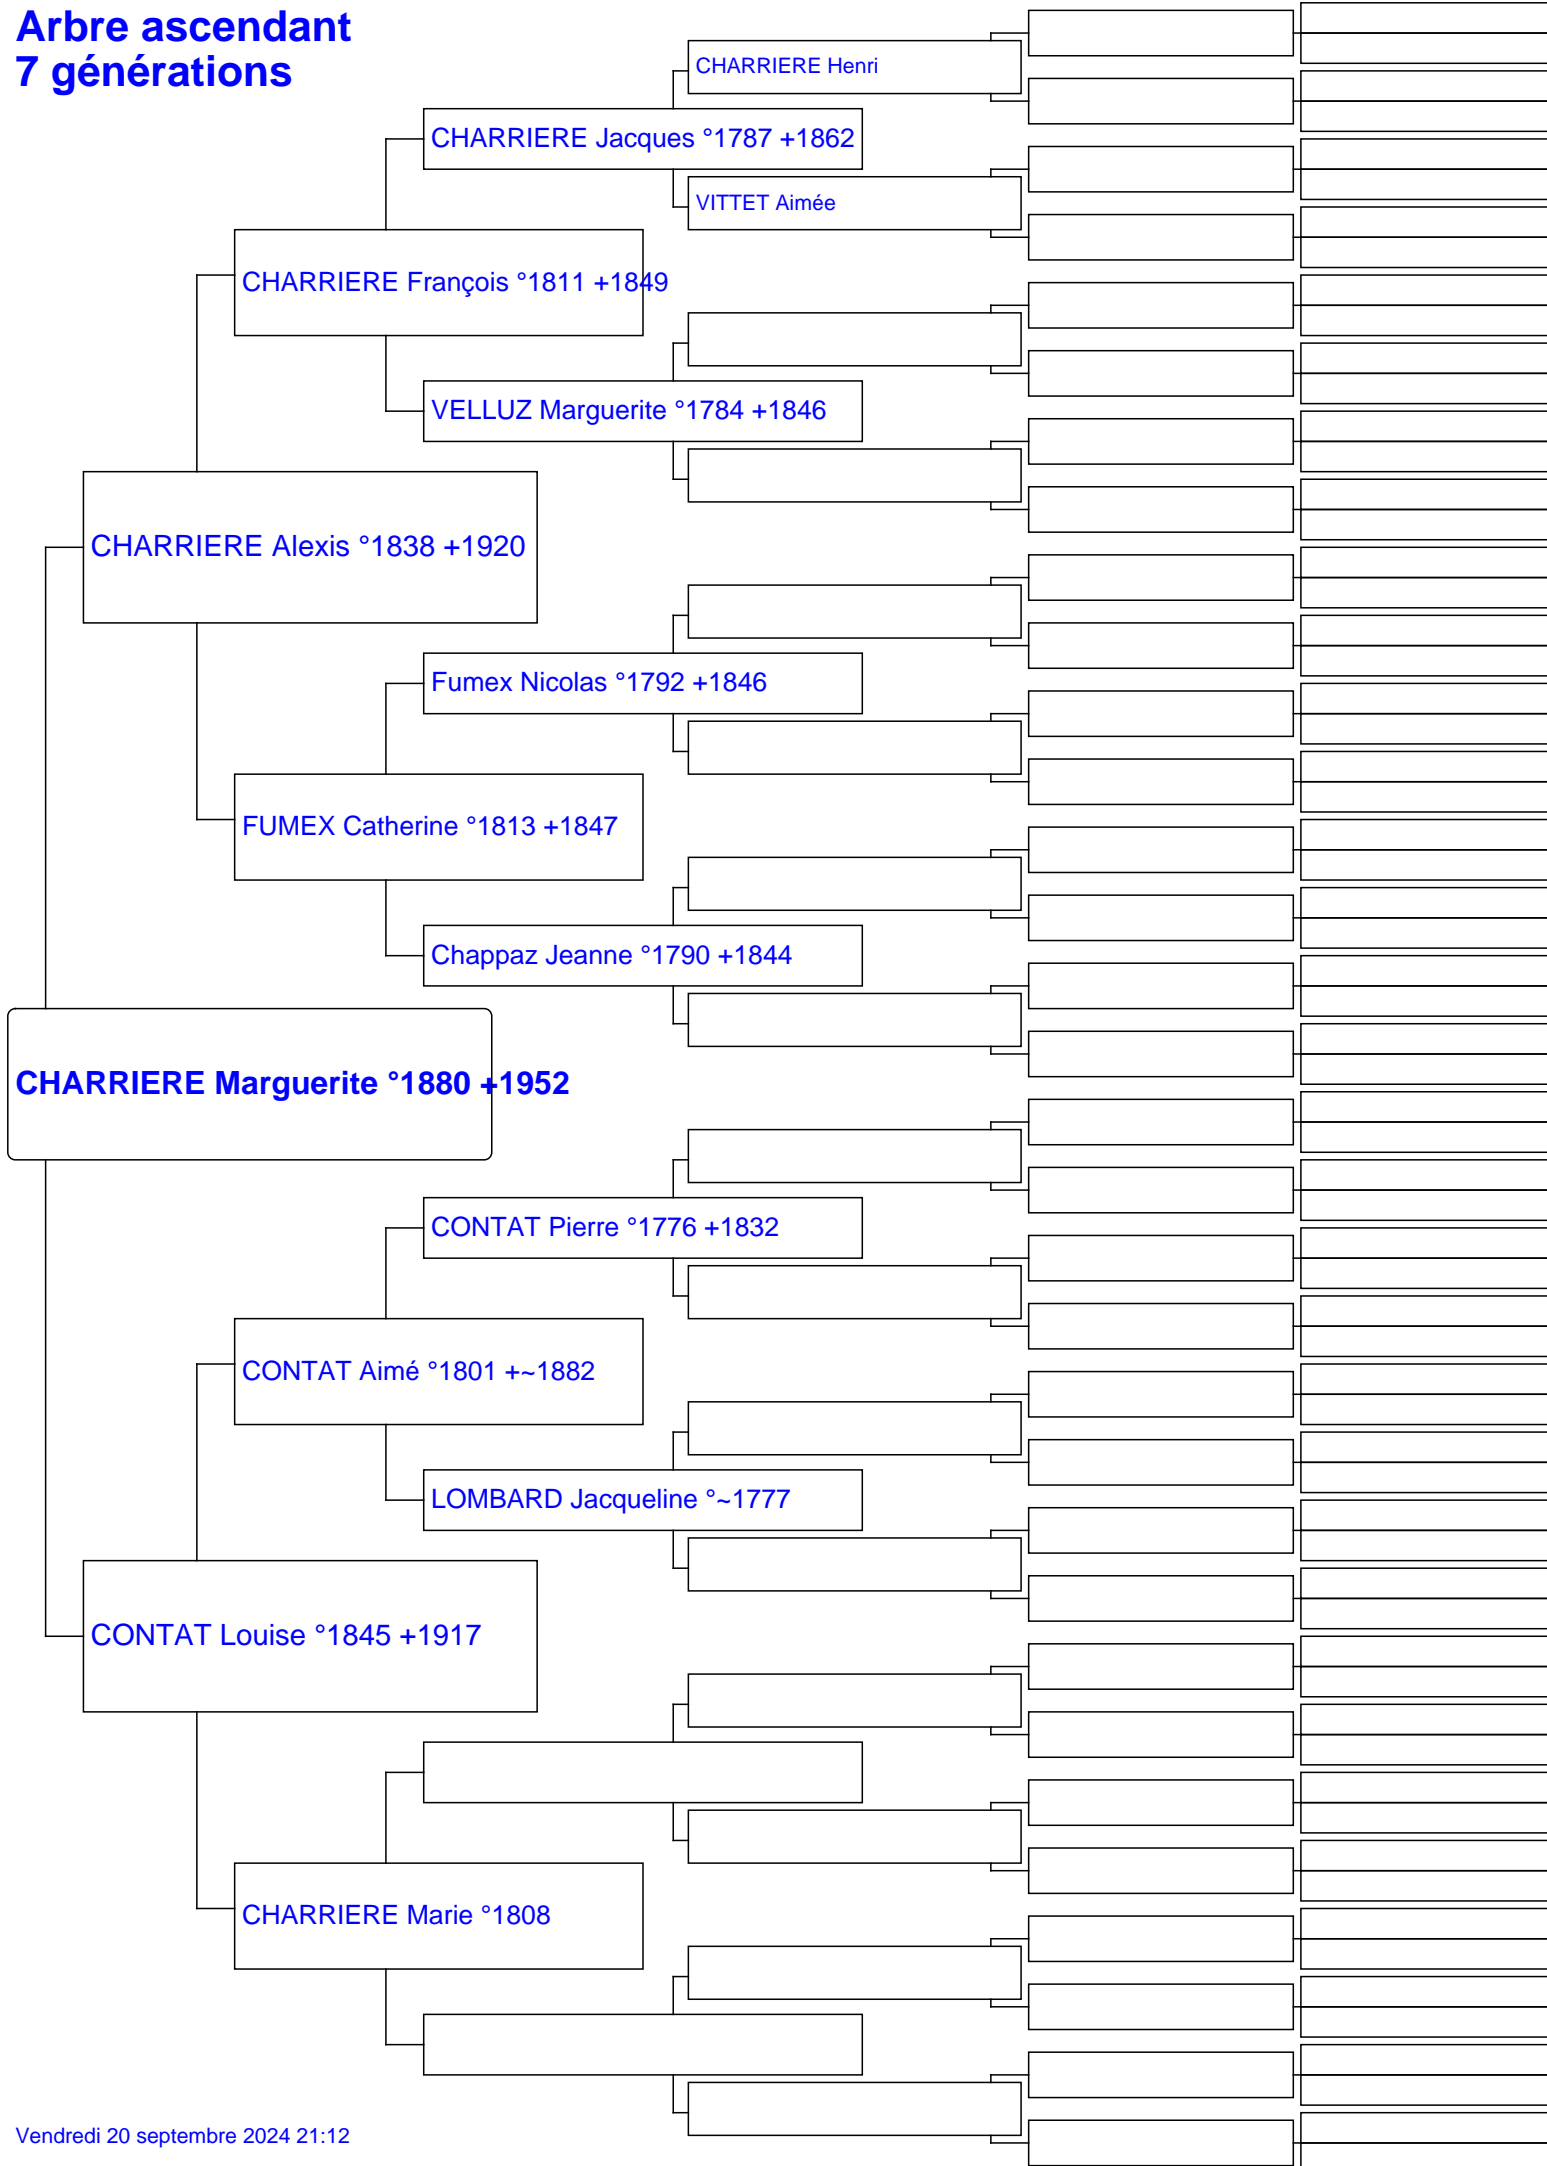 Arbre ascendant
7 générations
CHARRIERE Henri
CHARRIERE Jacques °1787 +1862
VITTET Aimée
CHARRIERE François °1811 +1849
VELLUZ Marguerite °1784 +1846
CHARRIERE Alexis °1838 +1920
Fumex Nicolas °1792 +1846
FUMEX Catherine °1813 +1847
Chappaz Jeanne °1790 +1844
CHARRIERE Marguerite °1880 +1952
CONTAT Pierre °1776 +1832
CONTAT Aimé °1801 +~1882
LOMBARD Jacqueline °~1777
CONTAT Louise °1845 +1917
CHARRIERE Marie °1808
Vendredi 20 septembre 2024 21:12